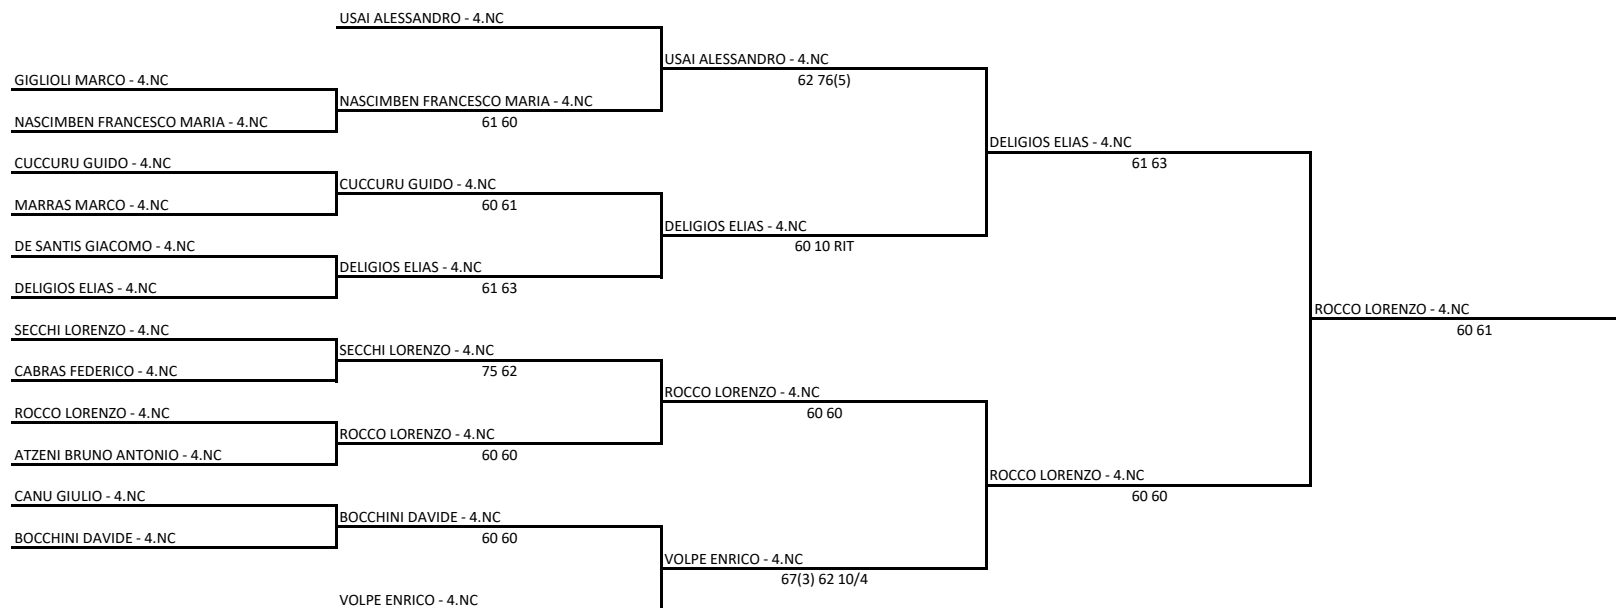 USAI ALESSANDRO - 4.NC
USAI ALESSANDRO - 4.NC
GIGLIOLI MARCO - 4.NC
62 76(5)
NASCIMBEN FRANCESCO MARIA - 4.NC
NASCIMBEN FRANCESCO MARIA - 4.NC
61 60
DELIGIOS ELIAS - 4.NC
CUCCURU GUIDO - 4.NC
61 63
CUCCURU GUIDO - 4.NC
MARRAS MARCO - 4.NC
60 61
DELIGIOS ELIAS - 4.NC
DE SANTIS GIACOMO - 4.NC
60 10 RIT
DELIGIOS ELIAS - 4.NC
DELIGIOS ELIAS - 4.NC
61 63
ROCCO LORENZO - 4.NC
SECCHI LORENZO - 4.NC
60 61
SECCHI LORENZO - 4.NC
CABRAS FEDERICO - 4.NC
75 62
ROCCO LORENZO - 4.NC
ROCCO LORENZO - 4.NC
60 60
ROCCO LORENZO - 4.NC
ATZENI BRUNO ANTONIO - 4.NC
60 60
ROCCO LORENZO - 4.NC
CANU GIULIO - 4.NC
60 60
BOCCHINI DAVIDE - 4.NC
BOCCHINI DAVIDE - 4.NC
60 60
VOLPE ENRICO - 4.NC
67(3) 62 10/4
VOLPE ENRICO - 4.NC